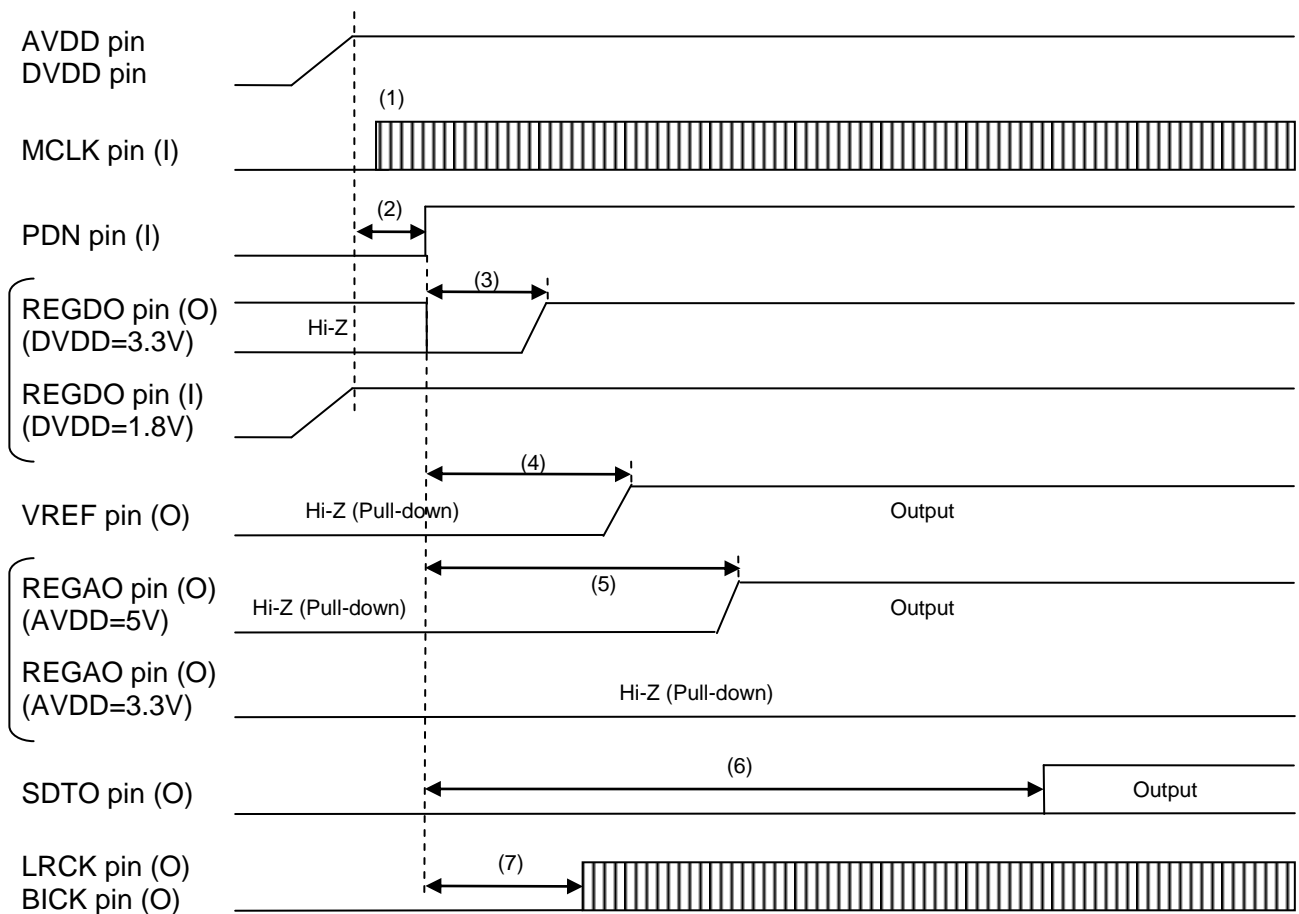 AVDD pin
DVDD pin
(1)
MCLK pin (I)
(2)
PDN pin (I)
(3)
REGDO pin (O)
(DVDD=3.3V)
Hi-Z
REGDO pin (I)
(DVDD=1.8V)
(4)
VREF pin (O)
Hi-Z (Pull-down)
Output
(5)
REGAO pin (O)
(AVDD=5V)
Hi-Z (Pull-down)
Output
REGAO pin (O)
(AVDD=3.3V)
Hi-Z (Pull-down)
(6)
SDTO pin (O)
Output
(7)
LRCK pin (O)
BICK pin (O)